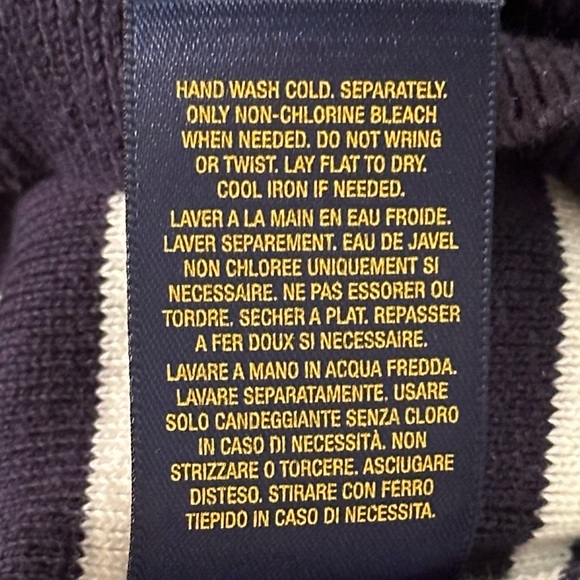 HAND WASH COLD. SEPARATELY.
ONLY NON-CHLORINE BLEACH
WHEN NEEDED. DO NOT WRING
OR TWIST. LAY FLAT TO DRY.
COOL IRON IF NEEDED.
LAVER A LA MAIN EN EAU FROIDE.
LAVER SEPAREMENT. EAU DE JAVEL
NON CHLOREE UNIQUEMENT SI
NECESSAIRE. NE PAS ESSORER OU
TORDRE. SECHER A PLAT. REPASSER
A FER DOUX SI NECESSAIRE.
LAVARE A MANO IN ACQUA FREDDA.
LAVARE SEPARATAMENTE. USARE
SOLO CANDEGGIANTE SENZA CLORO
IN CASO DI NECESSITÀ. NON
STRIZZARE O TORCERE. ASCIUGARE
DISTESO. STIRARE CON FERRO
TIEPIDO IN CASO DI NECESSITA.